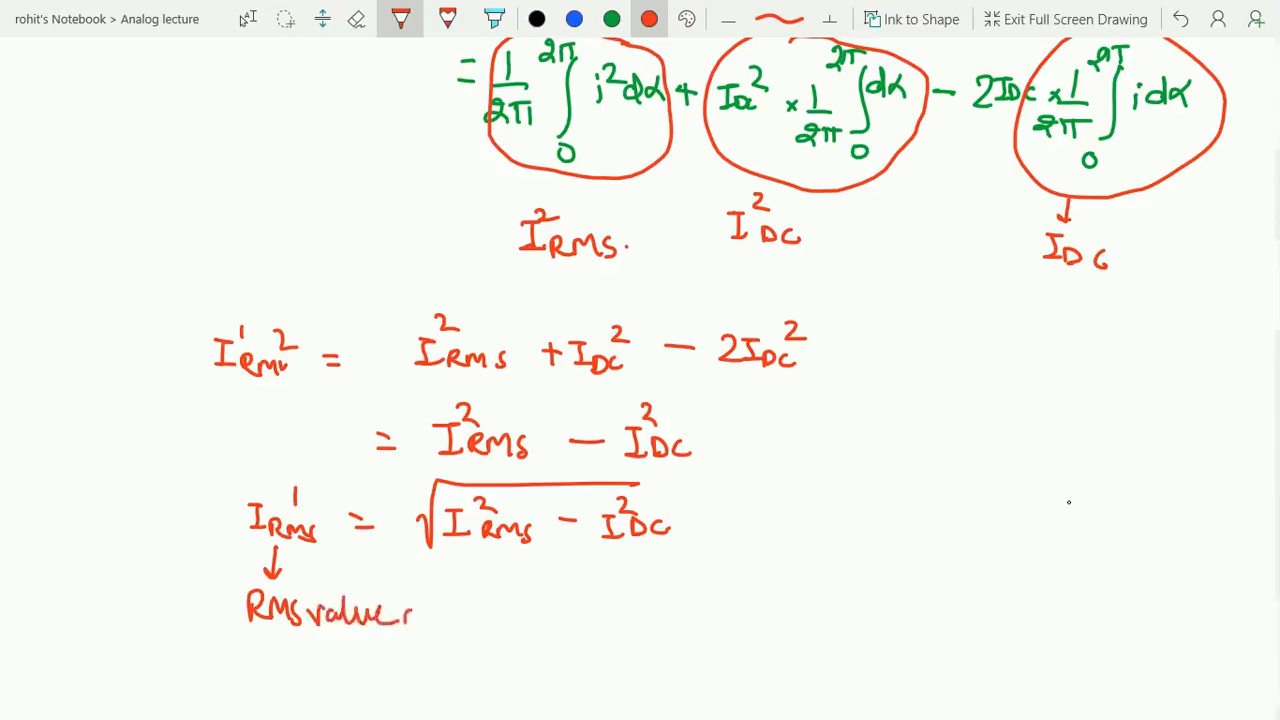 rohit's Notebook > Analog lecture
Ink to Shape
Exit Full Screen Drawing
= 1/2π ∫₀^2π i² dα + I_DC² × 1/2π ∫₀^2π dα − 2I_DC × 1/2π ∫₀^2π i dα
I²_RMS. I²_DC I_DC
I'_RMS² = I²_RMS + I_DC² − 2I_DC²
= I²_RMS − I²_DC
I_RMS' = √I²_RMS − I²_DC
RMS value